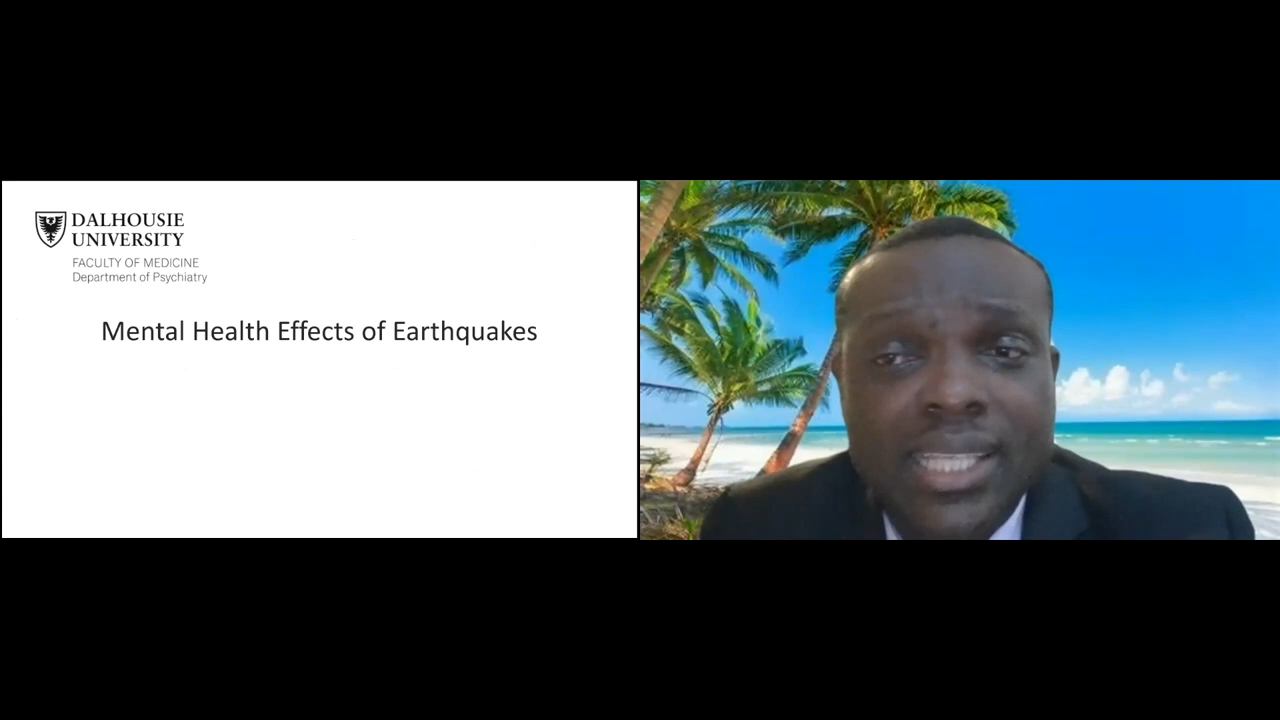 DALHOUSIE
UNIVERSITY
FACULTY OF MEDICINE
Department of Psychiatry
Mental Health Effects of Earthquakes